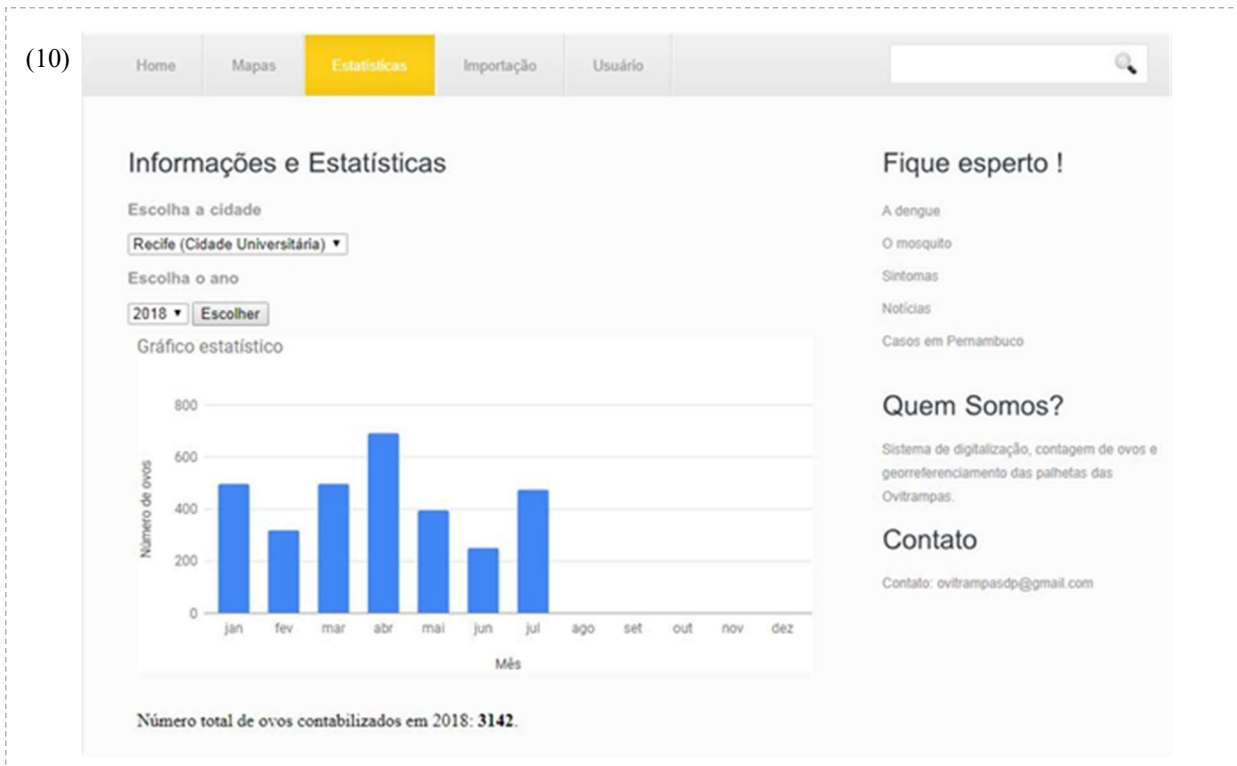 (10)
Home Mapas Estatísticas Importação Usuário
Informações e Estatísticas
Escolha a cidade
Recife (Cidade Universitária)
Escolha o ano
2018 Escolher
Gráfico estatístico
800
600
400
200
0
Número de ovos
jan fev mar abr mai jun jul ago set out nov dez
Mês
Número total de ovos contabilizados em 2018: 3142.
Fique esperto !
A dengue
O mosquito
Sintomas
Notícias
Casos em Pernambuco
Quem Somos?
Sistema de digitalização, contagem de ovos e
georreferenciamento das palhetas das
Ovitrampas.
Contato
Contato: ovitrampasdp@gmail.com